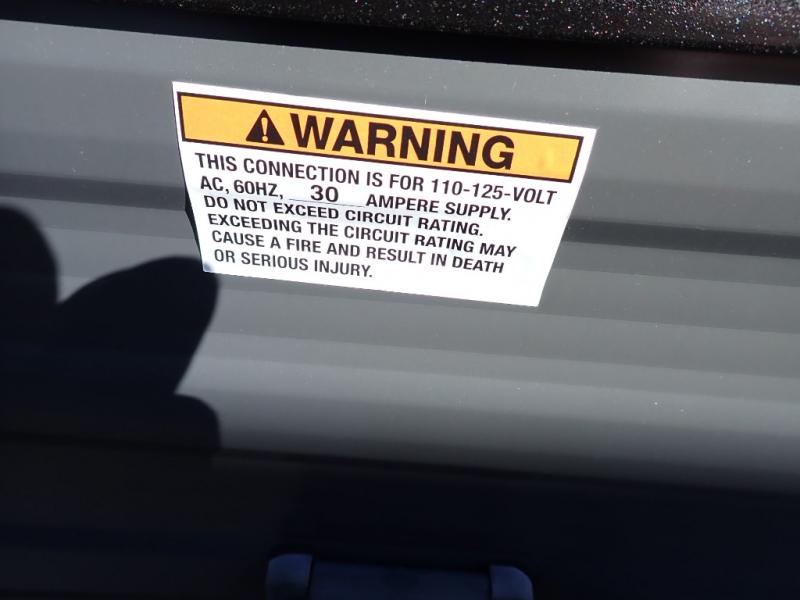 WARNING
THIS CONNECTION IS FOR 110-125-VOLT
AC, 60HZ, 30 AMPERE SUPPLY.
DO NOT EXCEED CIRCUIT RATING.
EXCEEDING THE CIRCUIT RATING MAY
CAUSE A FIRE AND RESULT IN DEATH
OR SERIOUS INJURY.